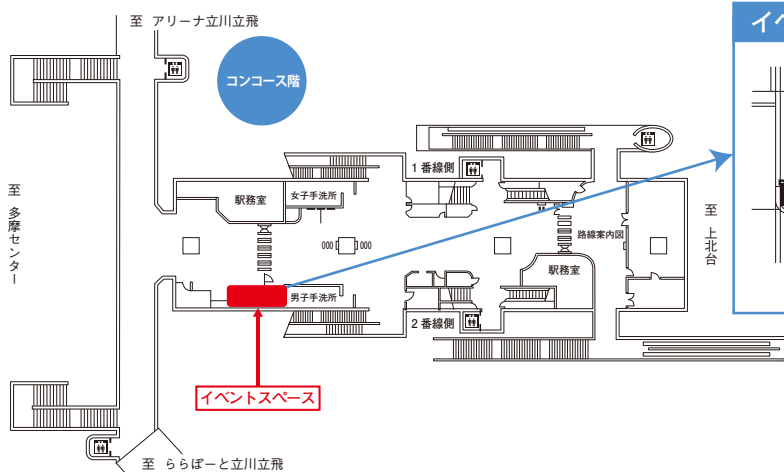 至 アリーナ立川立飛
コンコース階
イベ
1番線側
駅務室
女子手洗所
至 多摩センター
路線案内図
至 上北台
000
000
駅務室
男子手洗所
2番線側
イベントスペース
至 ららぽーと立川立飛